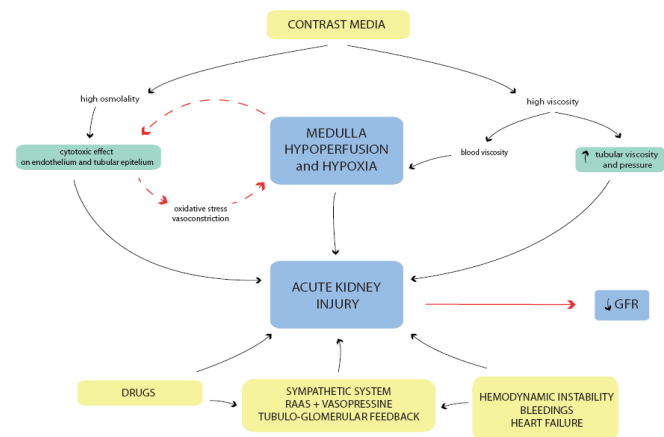 CONTRAST MEDIA
high osmolality
high viscosity
MEDULLA
HYPOPERFUSION
and HYPOXIA
cytotoxic effect
on endothelium and tubular epitelium
blood viscosity
tubular viscosity
and pressure
oxidative stress
vasoconstriction
ACUTE KIDNEY
INJURY
GFR
DRUGS
SYMPATHETIC SYSTEM
RAAS + VASOPRESSINE
TUBULO-GLOMERULAR FEEDBACK
HEMODYNAMIC INSTABILITY
BLEEDINGS
HEART FAILURE